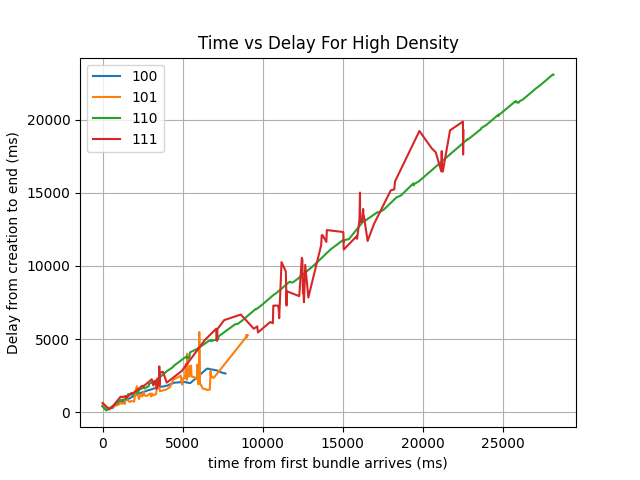 Time vs Delay For High Density
100
101
110
111
Delay from creation to end (ms)
20000
15000
10000
5000
0
0 5000 10000 15000 20000 25000
time from first bundle arrives (ms)